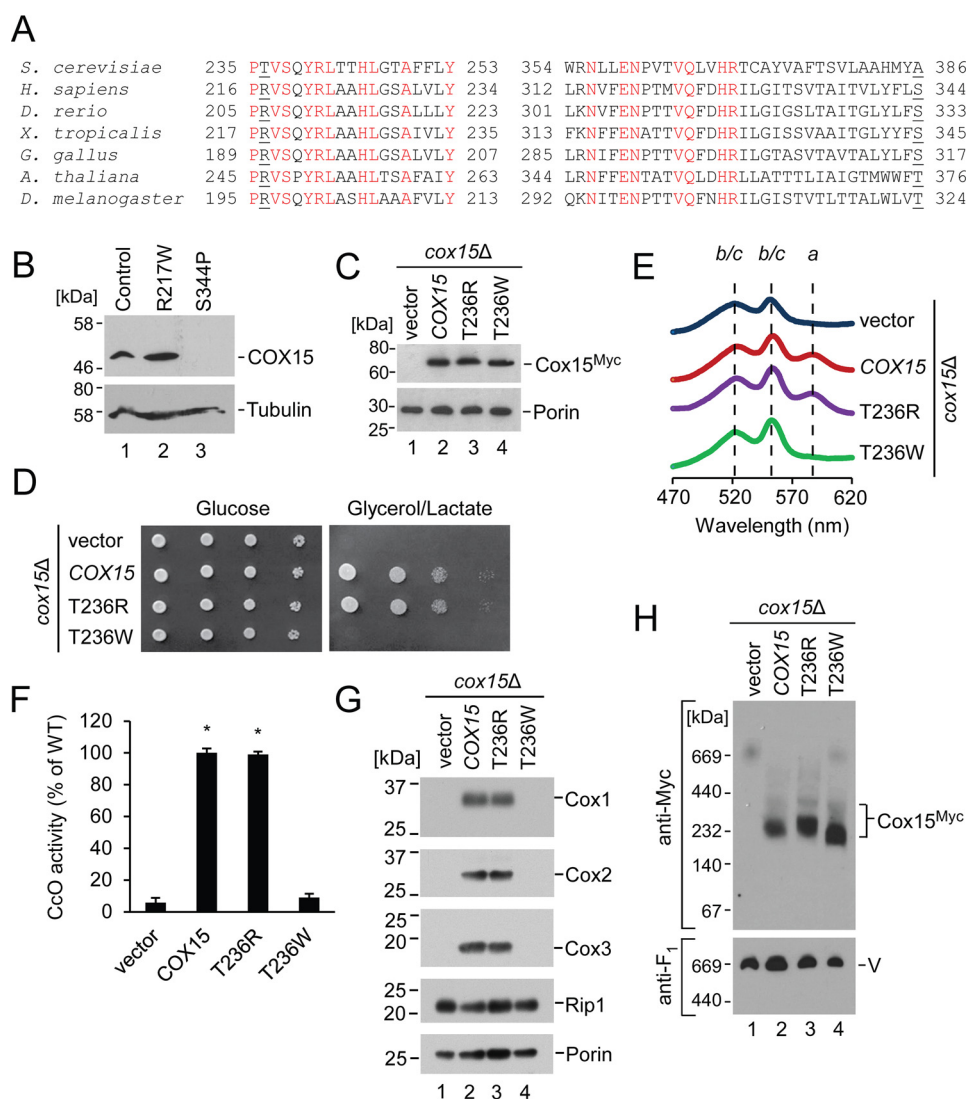 A
S. cerevisiae 235 PTVSQYRLTTHLGTAFFLY 253 354 WRNLLENPVTVQLVHRTCAYVAFTSVLAAHMYA 386
H. sapiens 216 PRVSQYRLAAHLGSALVLY 234 312 LRNVFENPTMVQFDHRILGITSVTAITVLYFLS 344
D. rerio 205 PRVSQYRLAAHLGSALLLY 223 301 LKNVLENPTTVQFDHRILGIGSVTAITGLYLFS 333
X. tropicalis 217 PRVSQYRLAAHLGSAIVLY 235 313 FKNFFENATTVQFDHRILGIGSVTAITGLYLFS 345
G. gallus 189 PRVSQYRLAAHLGSALVLY 207 285 LRNIFENPTTVQFDHRILGTASVTAVTALYLFS 317
A. thaliana 245 PRVSPYRLAAHLTSAFAIY 263 344 LRNFFENTATVQLDHRLLATTTLIAIGTMWWFT 376
D. melanogaster 195 PRVSQYRLASHLAAAFVLY 213 292 QKNITENPTTVQFNHRILGISTVTLTTALWLVT 324
B
[kDa]
Control
R217W
S344P
58
46
COX15
80
58
Tubulin
1 2 3
C
cox15Δ
[kDa]
vector
COX15
T236R
T236W
80
60
Cox15Myc
30
25
Porin
1 2 3 4
D
Glucose Glycerol/Lactate
cox15Δ
vector
COX15
T236R
T236W
E
b/c b/c a
vector
COX15
T236R
T236W
cox15Δ
470 520 570 620
Wavelength (nm)
F
CcO activity (% of WT)
120
100
80
60
40
20
0
* *
vector
COX15
T236R
T236W
G
cox15Δ
[kDa]
vector
COX15
T236R
T236W
37
25
Cox1
37
25
Cox2
25
20
Cox3
25
20
Rip1
25
Porin
1 2 3 4
H
cox15Δ
vector
COX15
T236R
T236W
[kDa]
anti-Myc
669
440
232
140
67
Cox15Myc
anti-F1
669
440
V
1 2 3 4